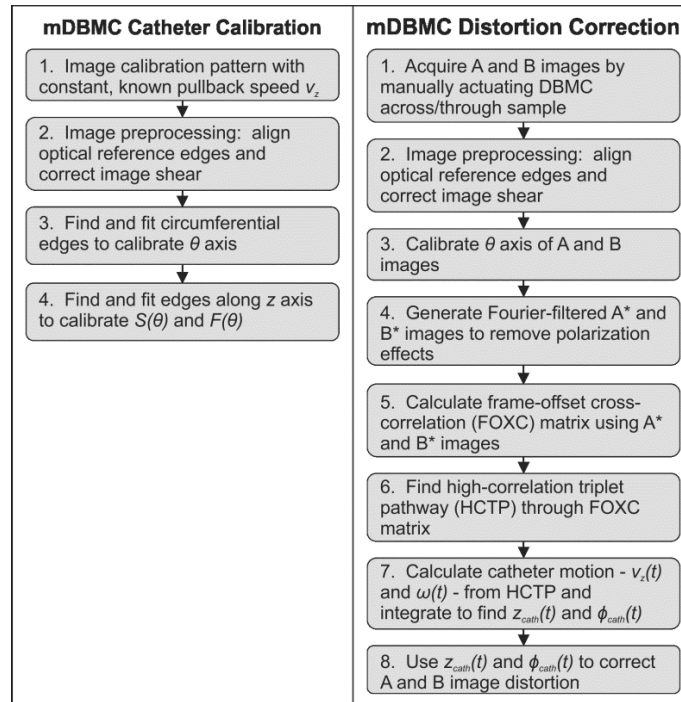 mDBMC Catheter Calibration
1. Image calibration pattern with
constant, known pullback speed v_z
2. Image preprocessing: align
optical reference edges and
correct image shear
3. Find and fit circumferential
edges to calibrate θ axis
4. Find and fit edges along z axis
to calibrate S(θ) and F(θ)
mDBMC Distortion Correction
1. Acquire A and B images by
manually actuating DBMC
across/through sample
2. Image preprocessing: align
optical reference edges and
correct image shear
3. Calibrate θ axis of A and B
images
4. Generate Fourier-filtered A* and
B* images to remove polarization
effects
5. Calculate frame-offset cross-
correlation (FOXC) matrix using A*
and B* images
6. Find high-correlation triplet
pathway (HCTP) through FOXC
matrix
7. Calculate catheter motion - v_z(t)
and ω(t) - from HCTP and
integrate to find z_cath(t) and ϕ_cath(t)
8. Use z_cath(t) and ϕ_cath(t) to correct
A and B image distortion